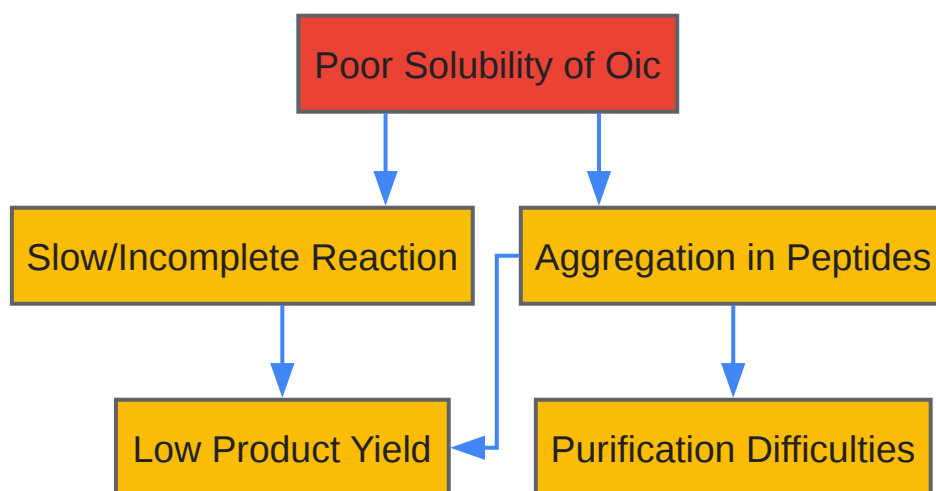 Poor Solubility of Oic
Slow/Incomplete Reaction
Aggregation in Peptides
Low Product Yield
Purification Difficulties